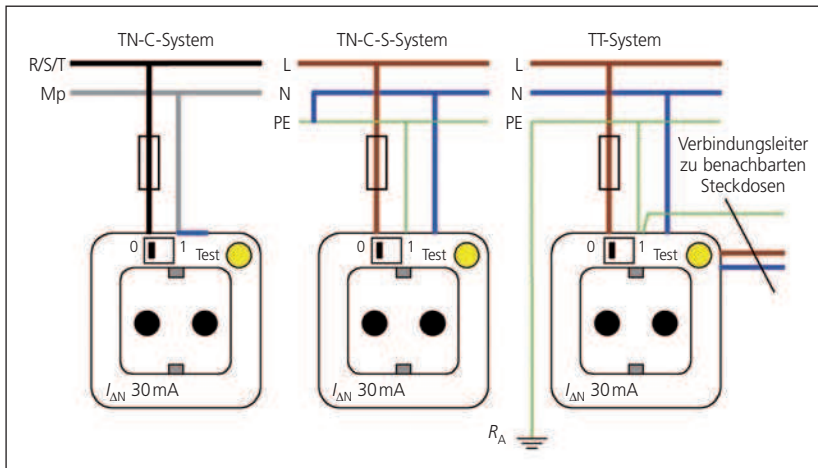 TN-C-System
TN-C-S-System
TT-System
R/S/T
Mp
L
N
PE
L
N
PE
Verbindungsleiter
zu benachbarten
Steckdosen
0 1 Test
0 1 Test
0 1 Test
IΔN 30 mA
IΔN 30 mA
IΔN 30 mA
RA